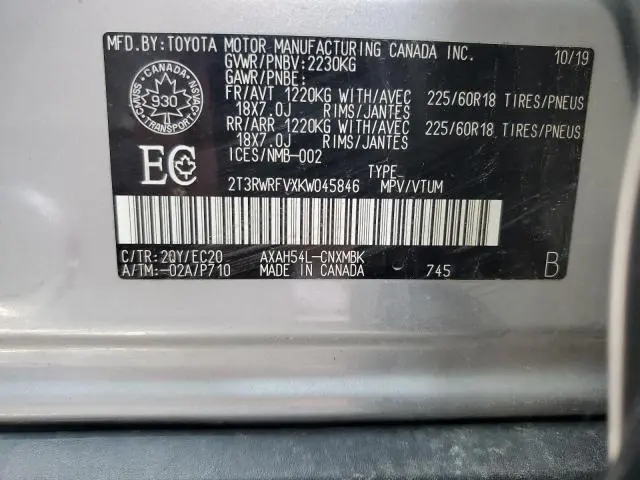 MFD.BY:TOYOTA MOTOR MANUFACTURING CANADA INC. 10/19
GVWR/PNBV:2230KG
GAWR/PNBE:
FR/AVT 1220KG WITH/AVEC 225/60R18 TIRES/PNEUS
18X7.0J RIMS/JANTES
RR/ARR 1220KG WITH/AVEC 225/60R18 TIRES/PNEUS
18X7.0J RIMS/JANTES
ICES/NMB-002
CANADA
930
TRANSPORT
EC
TYPE
2T3RWRFVXKW045846 MPV/VTUM
C/TR:2QY/EC20 AXAH54L-CNXMBK
A/TM:-02A/P710 MADE IN CANADA 745 B